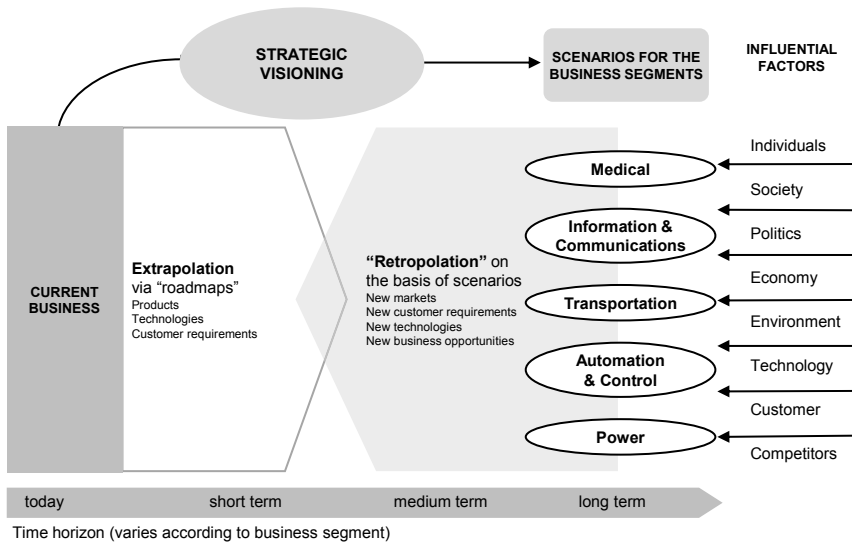 STRATEGIC
VISIONING
SCENARIOS FOR THE
BUSINESS SEGMENTS
INFLUENTIAL
FACTORS
CURRENT
BUSINESS
Extrapolation
via “roadmaps”
Products
Technologies
Customer requirements
“Retropolation” on
the basis of scenarios
New markets
New customer requirements
New technologies
New business opportunities
Medical
Information &
Communications
Transportation
Automation
& Control
Power
Individuals
Society
Politics
Economy
Environment
Technology
Customer
Competitors
today
short term
medium term
long term
Time horizon (varies according to business segment)